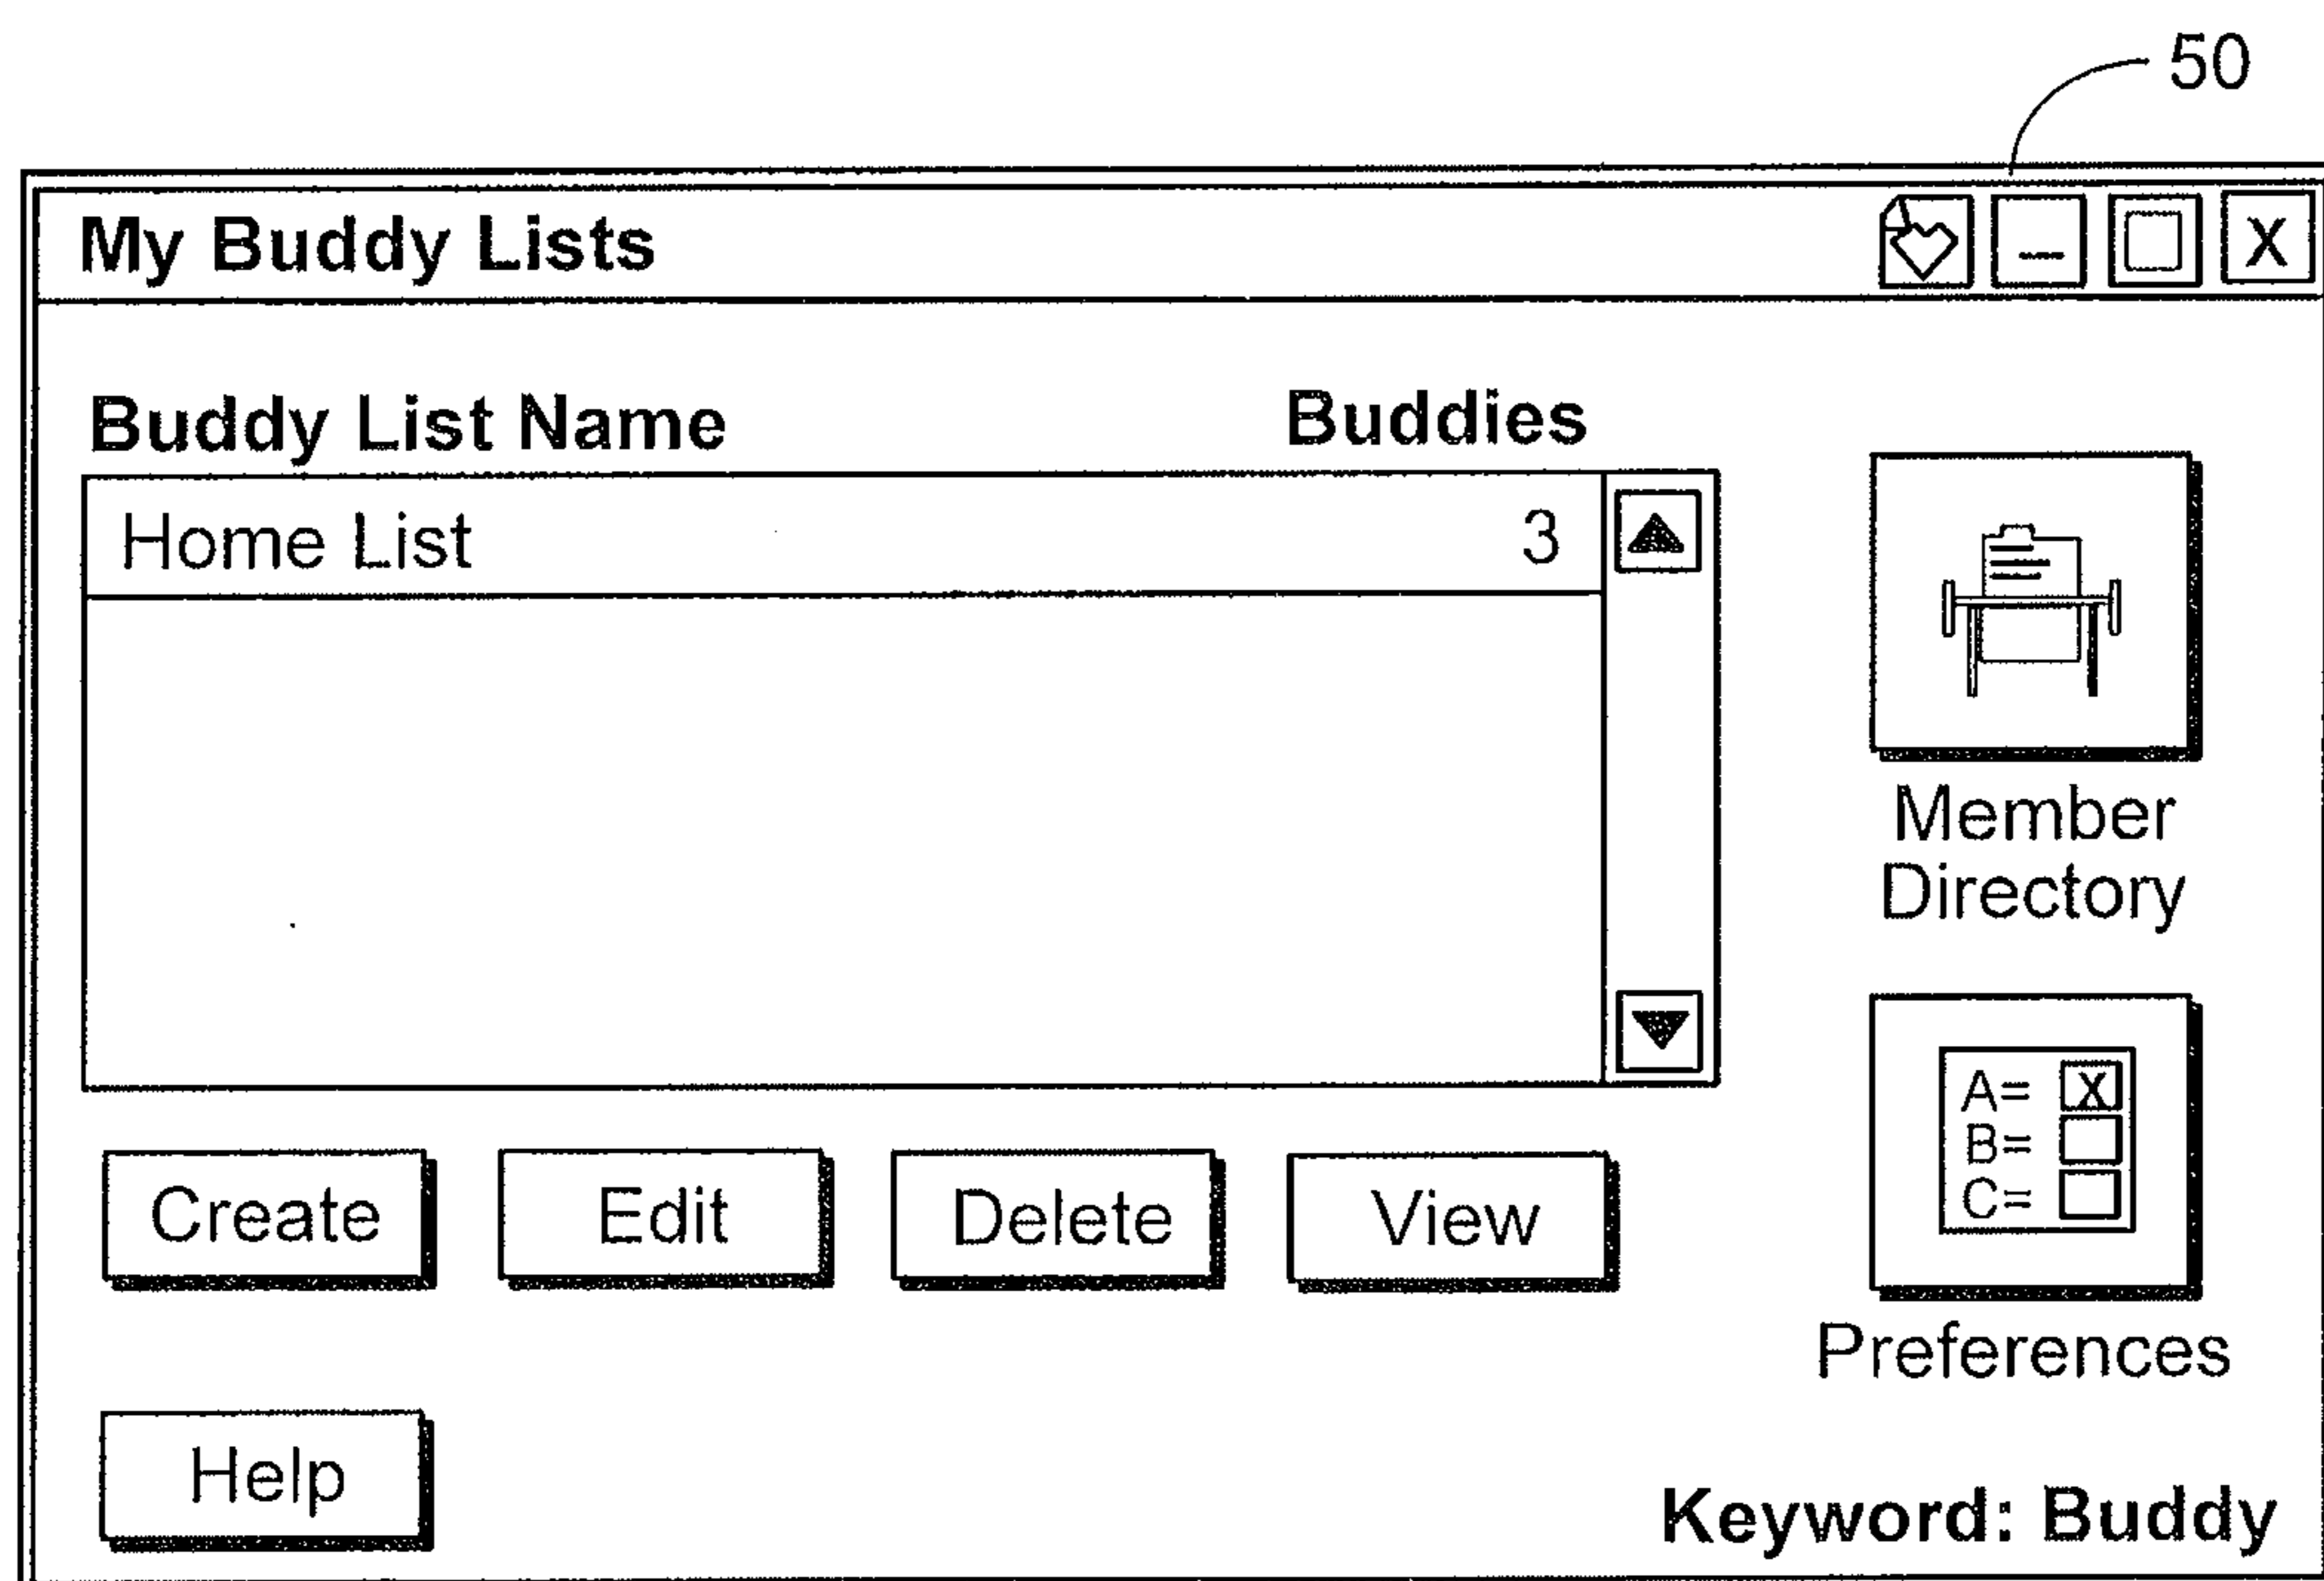 50
My Buddy Lists
X
Buddy List Name Buddies
Home List 3
Member
Directory
A= X
B=
C=
Create Edit Delete View
Preferences
Help
Keyword: Buddy